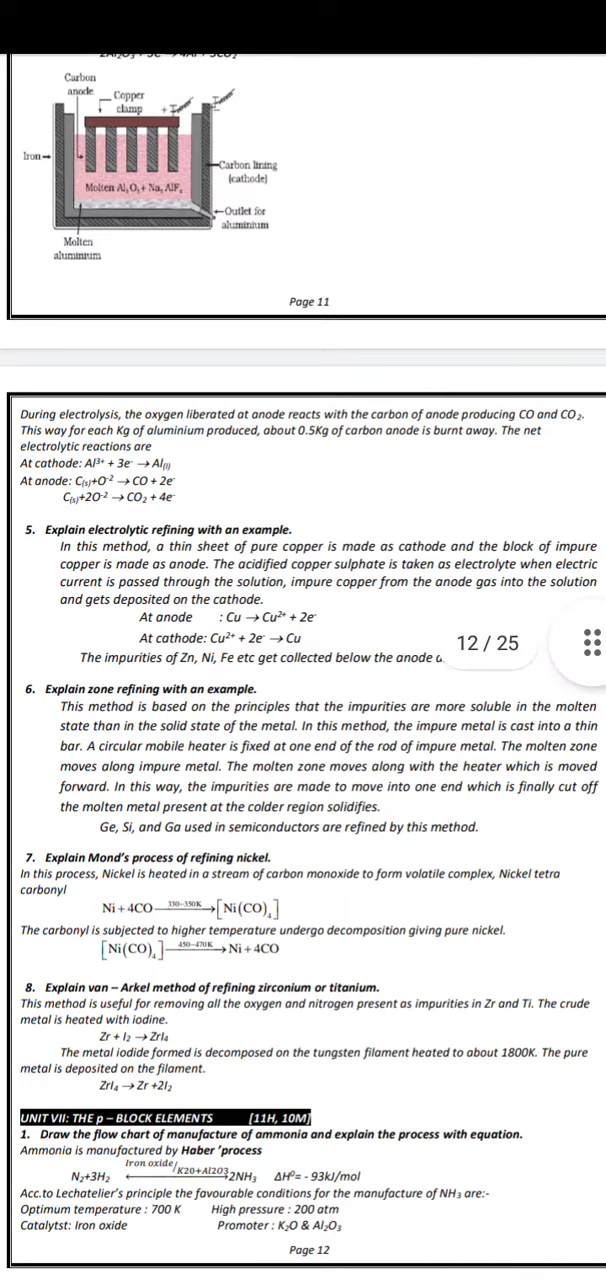 2Al₂O₃ + 3C → 4Al + 3CO₂
Carbon
anode
Copper
clamp
+
Iron
Carbon lining
(cathode)
Molten Al₂O₃ + Na₃ AlF₆
Outlet for
aluminium
Molten
aluminium
Page 11
During electrolysis, the oxygen liberated at anode reacts with the carbon of anode producing CO and CO₂.
This way for each Kg of aluminium produced, about 0.5Kg of carbon anode is burnt away. The net
electrolytic reactions are
At cathode: Al³⁺ + 3e⁻ → Al₍ₗ₎
At anode: C₍ₛ₎+O⁻² → CO + 2e⁻
C₍ₛ₎+2O⁻² → CO₂ + 4e⁻
5. Explain electrolytic refining with an example.
In this method, a thin sheet of pure copper is made as cathode and the block of impure
copper is made as anode. The acidified copper sulphate is taken as electrolyte when electric
current is passed through the solution, impure copper from the anode gas into the solution
and gets deposited on the cathode.
At anode : Cu → Cu²⁺ + 2e⁻
At cathode: Cu²⁺ + 2e⁻ → Cu
12 / 25
The impurities of Zn, Ni, Fe etc get collected below the anode
6. Explain zone refining with an example.
This method is based on the principles that the impurities are more soluble in the molten
state than in the solid state of the metal. In this method, the impure metal is cast into a thin
bar. A circular mobile heater is fixed at one end of the rod of impure metal. The molten zone
moves along impure metal. The molten zone moves along with the heater which is moved
forward. In this way, the impurities are made to move into one end which is finally cut off
the molten metal present at the colder region solidifies.
Ge, Si, and Ga used in semiconductors are refined by this method.
7. Explain Mond's process of refining nickel.
In this process, Nickel is heated in a stream of carbon monoxide to form volatile complex, Nickel tetra
carbonyl
Ni + 4CO —330–350K→ [Ni(CO)₄]
The carbonyl is subjected to higher temperature undergo decomposition giving pure nickel.
[Ni(CO)₄] —450–470K→ Ni + 4CO
8. Explain van – Arkel method of refining zirconium or titanium.
This method is useful for removing all the oxygen and nitrogen present as impurities in Zr and Ti. The crude
metal is heated with iodine.
Zr + I₂ → ZrI₄
The metal iodide formed is decomposed on the tungsten filament heated to about 1800K. The pure
metal is deposited on the filament.
ZrI₄ → Zr +2I₂
UNIT VII: THE p – BLOCK ELEMENTS [11H, 10M]
1. Draw the flow chart of manufacture of ammonia and explain the process with equation.
Ammonia is manufactured by Haber 'process
Iron oxide/K2O+Al2O3
N₂+3H₂ ⟷ 2NH₃ ΔH⁰= - 93kJ/mol
Acc.to Lechatelier's principle the favourable conditions for the manufacture of NH₃ are:-
Optimum temperature : 700 K High pressure : 200 atm
Catalytst: Iron oxide Promoter : K₂O & Al₂O₃
Page 12